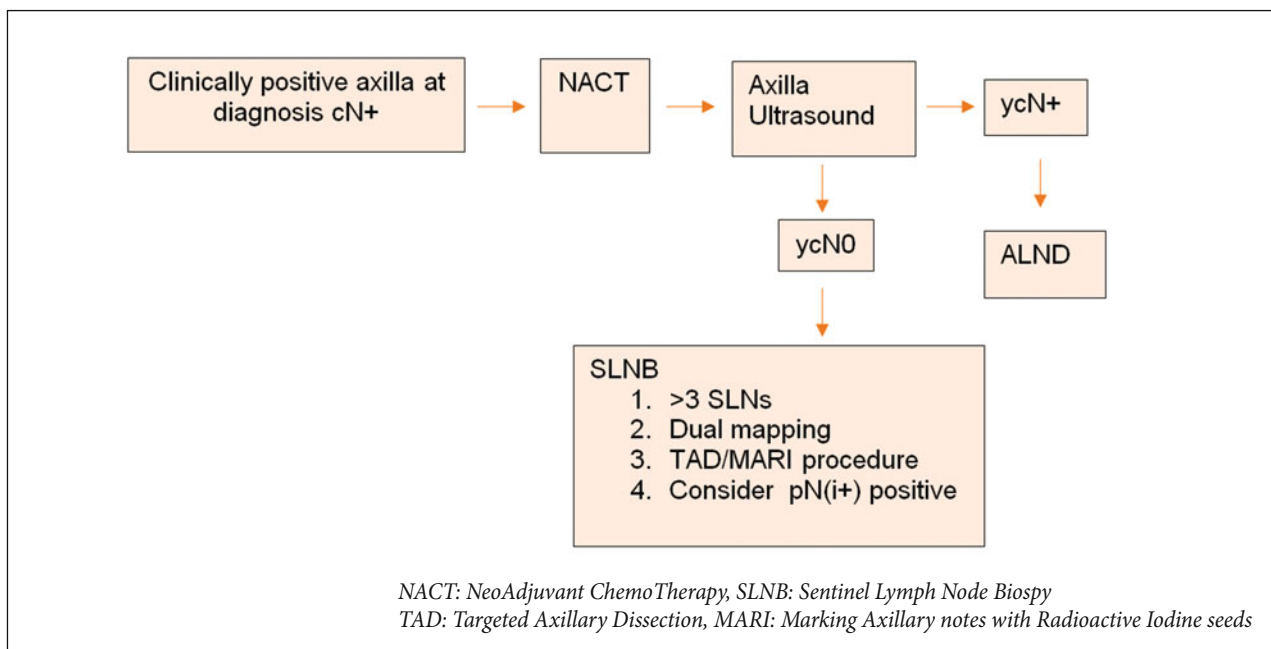 Clinically positive axilla at
diagnosis cN+
NACT
Axilla
Ultrasound
ycN+
ycN0
ALND
SLNB
1. >3 SLNs
2. Dual mapping
3. TAD/MARI procedure
4. Consider pN(i+) positive
NACT: NeoAdjuvant ChemoTherapy, SLNB: Sentinel Lymph Node Biospy
TAD: Targeted Axillary Dissection, MARI: Marking Axillary notes with Radioactive Iodine seeds